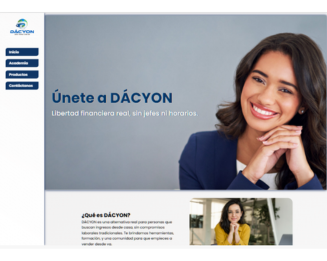 DÁCYON
Inicio
Academia
Productos
Contáctanos
Únete a DÁCYON
Libertad financiera real, sin jefes ni horarios.
¿Qué es DÁCYON?
DÁCYON es una alternativa real para personas que
buscan ingresos desde casa, sin compromisos
laborales tradicionales. Te brindamos herramientas,
formación, y una comunidad para que empieces a
vender desde ya.